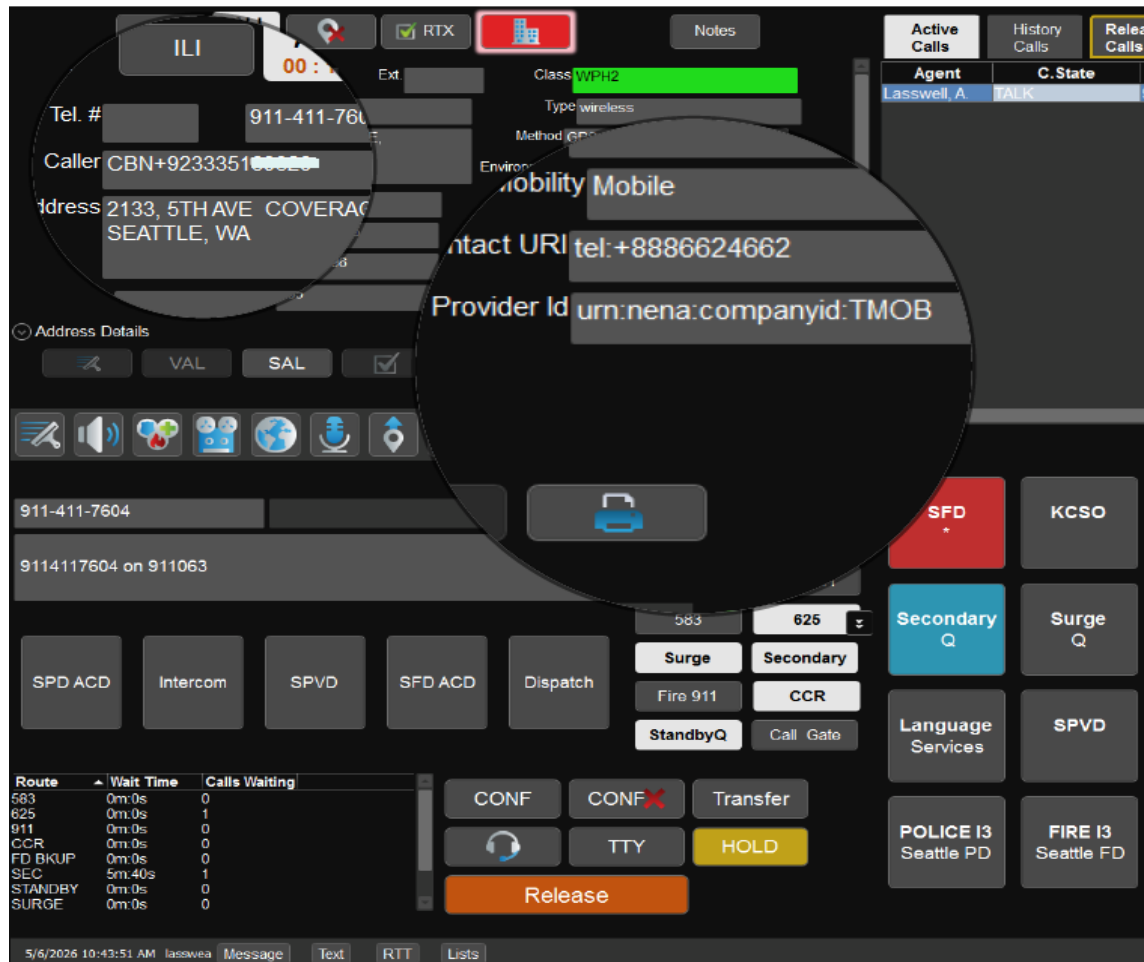 ILI
RTX
Notes
Active Calls
History Calls
00 :
Ext.
Class WPH2
Agent C.State
Lasswell, A. TALK
Type wireless
Tel. # 911-411-760
Method
Caller CBN+9233351
Mobility Mobile
Address 2133, 5TH AVE COVERAG
SEATTLE, WA
ntact URI tel:+8886624662
Provider Id urn:nena:companyid:TMOB
Address Details
VAL SAL
911-411-7604
9114117604 on 911063
SFD
*
KCSO
583 625
Secondary
Q
Surge
Q
Surge Secondary
SPD ACD Intercom SPVD SFD ACD Dispatch
Fire 911 CCR
StandbyQ Call Gate
Language
Services
SPVD
Route Wait Time Calls Waiting
583 0m:0s 0
625 0m:0s 1
911 0m:0s 0
CCR 0m:0s 0
FD BKUP 0m:0s 0
SEC 5m:40s 1
STANDBY 0m:0s 0
SURGE 0m:0s 0
CONF CONF Transfer
TTY HOLD
Release
POLICE I3
Seattle PD
FIRE I3
Seattle FD
5/6/2026 10:43:51 AM lasswea Message Text RTT Lists